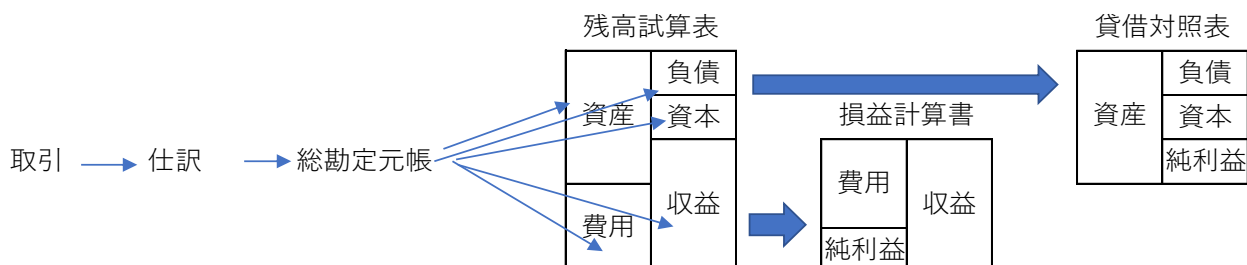 残高試算表
貸借対照表
負債
資産
資本
収益
費用
損益計算書
費用
収益
純利益
資産
負債
資本
純利益
取引
仕訳
総勘定元帳